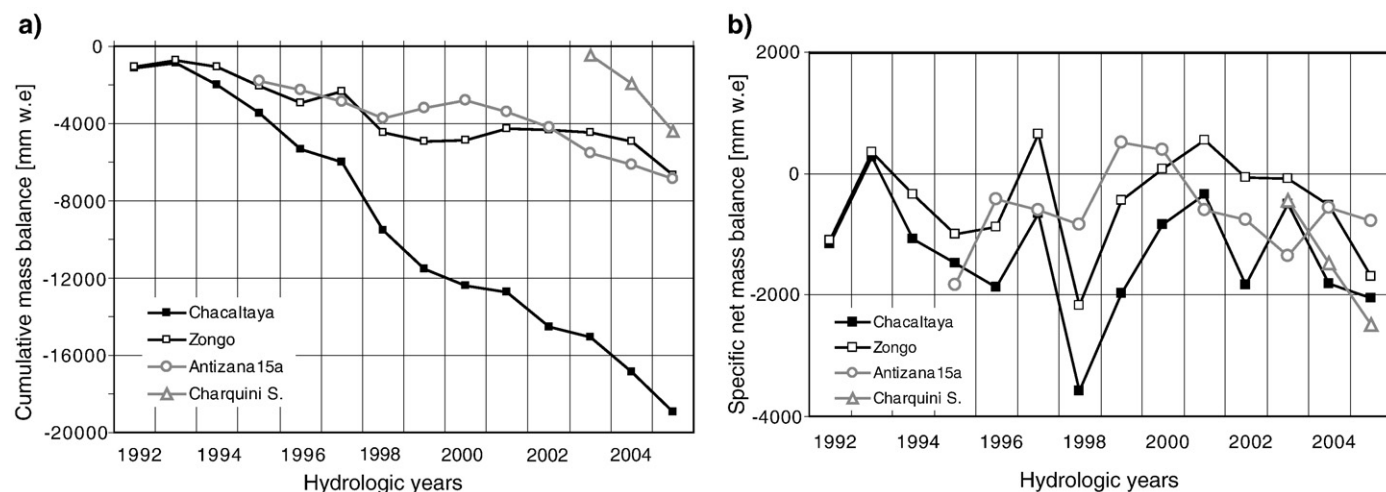 a)
Cumulative mass balance [mm w.e]
0
-4000
-8000
-12000
-16000
-20000
Chacaltaya
Zongo
Antizana15a
Charquini S.
1992 1994 1996 1998 2000 2002 2004
Hydrologic years
b)
Specific net mass balance [mm w.e]
2000
0
-2000
-4000
Chacaltaya
Zongo
Antizana15a
Charquini S.
1992 1994 1996 1998 2000 2002 2004
Hydrologic years